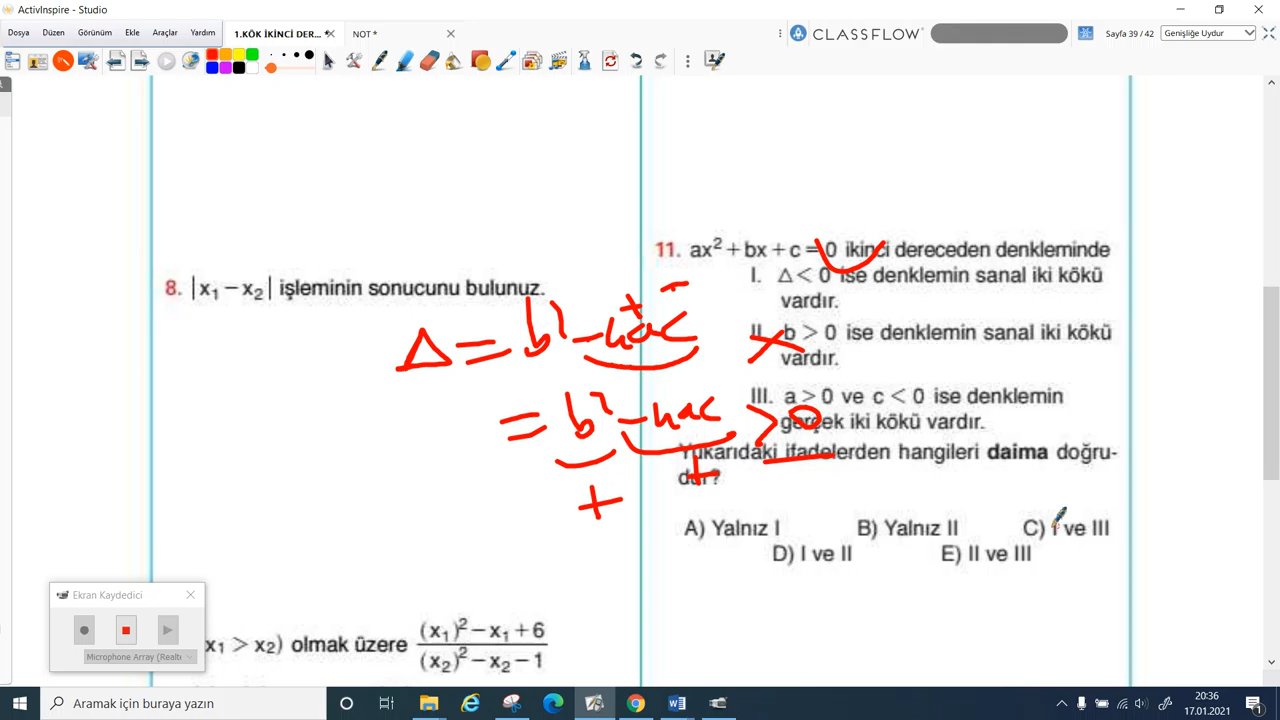 ActivInspire - Studio
Dosya Düzen Görünüm Ekle Araçlar Yardım
1.KÖK İKİNCİ DER...
NOT *
CLASSFLOW
Sayfa 39 / 42
Genişliğe Uydur
8. |x₁ − x₂| işleminin sonucunu bulunuz.
Δ = b² − 4ac
+ −
= b² − 4ac > 0
+ +
x₁ > x₂) olmak üzere (x₁)² − x₁ + 6 / (x₂)² − x₂ − 1
11. ax² + bx + c = 0 ikinci dereceden denkleminde
I. Δ < 0 ise denklemin sanal iki kökü
vardır.
II. b > 0 ise denklemin sanal iki kökü
vardır.
III. a > 0 ve c < 0 ise denklemin
gerçek iki kökü vardır.
Yukarıdaki ifadelerden hangileri daima doğru-
dur?
A) Yalnız I B) Yalnız II C) I ve III
D) I ve II E) II ve III
Ekran Kaydedici
Microphone Array (Realt
Aramak için buraya yazın
20:36
17.01.2021